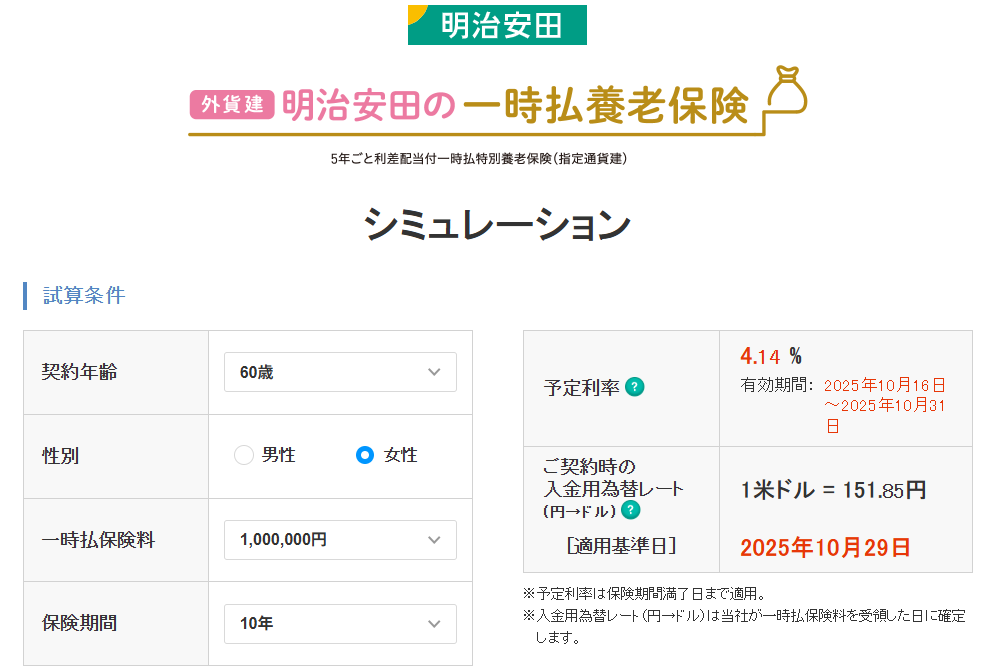 明治安田
外貨建 明治安田の一時払養老保険
5年ごと利差配当付一時払特別養老保険(指定通貨建)
シミュレーション
試算条件
契約年齢
60歳
性別
男性
女性
一時払保険料
1,000,000円
保険期間
10年
予定利率 ?
4.14 %
有効期間: 2025年10月16日
~2025年10月31
日
ご契約時の
入金用為替レート
(円→ドル) ?
[適用基準日]
1米ドル = 151.85円
2025年10月29日
※予定利率は保険期間満了日まで適用。
※入金用為替レート(円→ドル)は当社が一時払保険料を受領した日に確定
します。